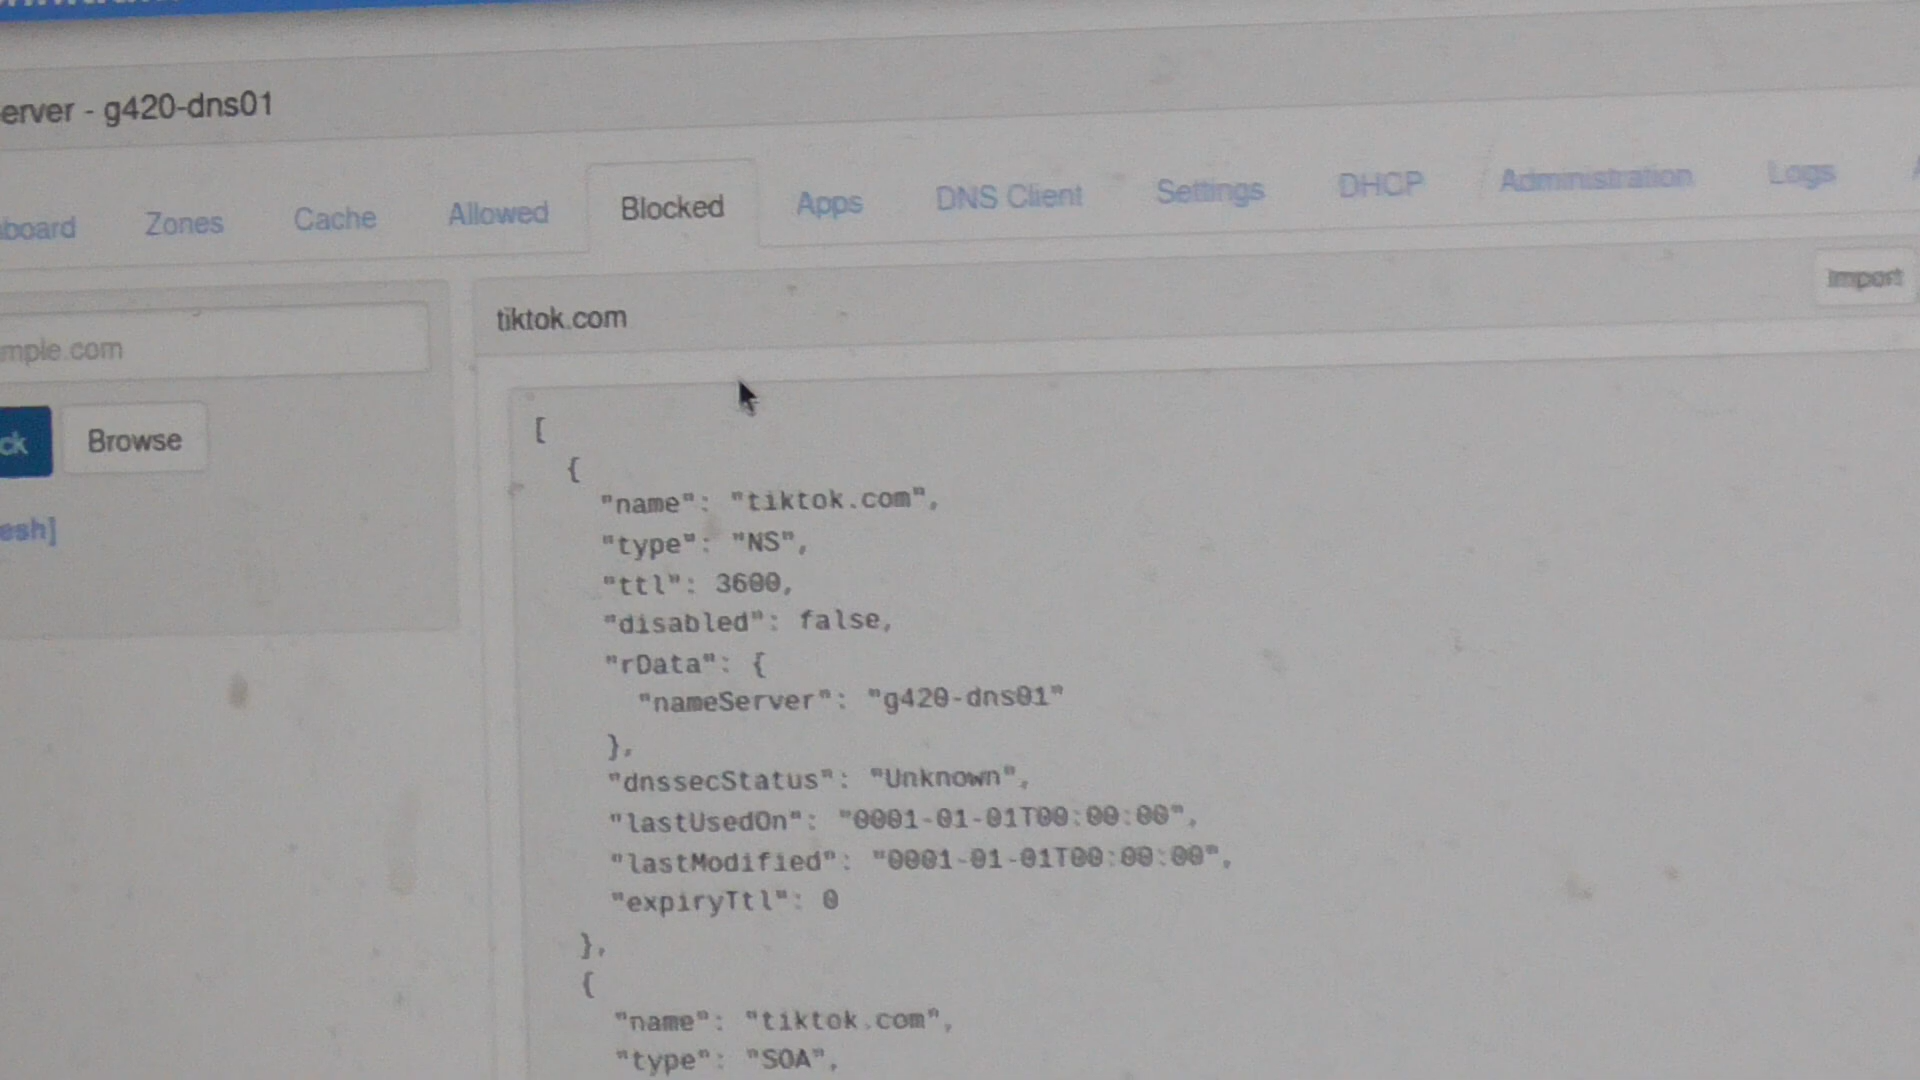 erver - g420-dns01
board Zones Cache Allowed Blocked Apps DNS Client Settings DHCP Administration Logs
Import
tiktok.com
mple.com
ck Browse
esh]
[
{
"name": "tiktok.com",
"type": "NS",
"ttl": 3600,
"disabled": false,
"rData": {
"nameServer": "g420-dns01"
},
"dnssecStatus": "Unknown",
"lastUsedOn": "0001-01-01T00:00:00",
"lastModified": "0001-01-01T00:00:00",
"expiryTtl": 0
},
{
"name": "tiktok.com",
"type": "SOA",